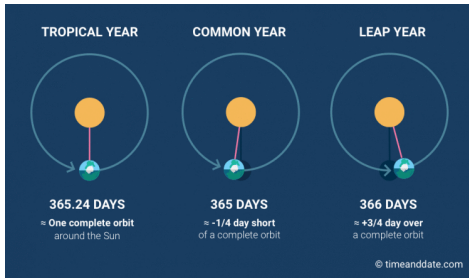 TROPICAL YEAR
COMMON YEAR
LEAP YEAR
365.24 DAYS
≈ One complete orbit
around the Sun
365 DAYS
≈ -1/4 day short
of a complete orbit
366 DAYS
≈ +3/4 day over
a complete orbit
© timeanddate.com